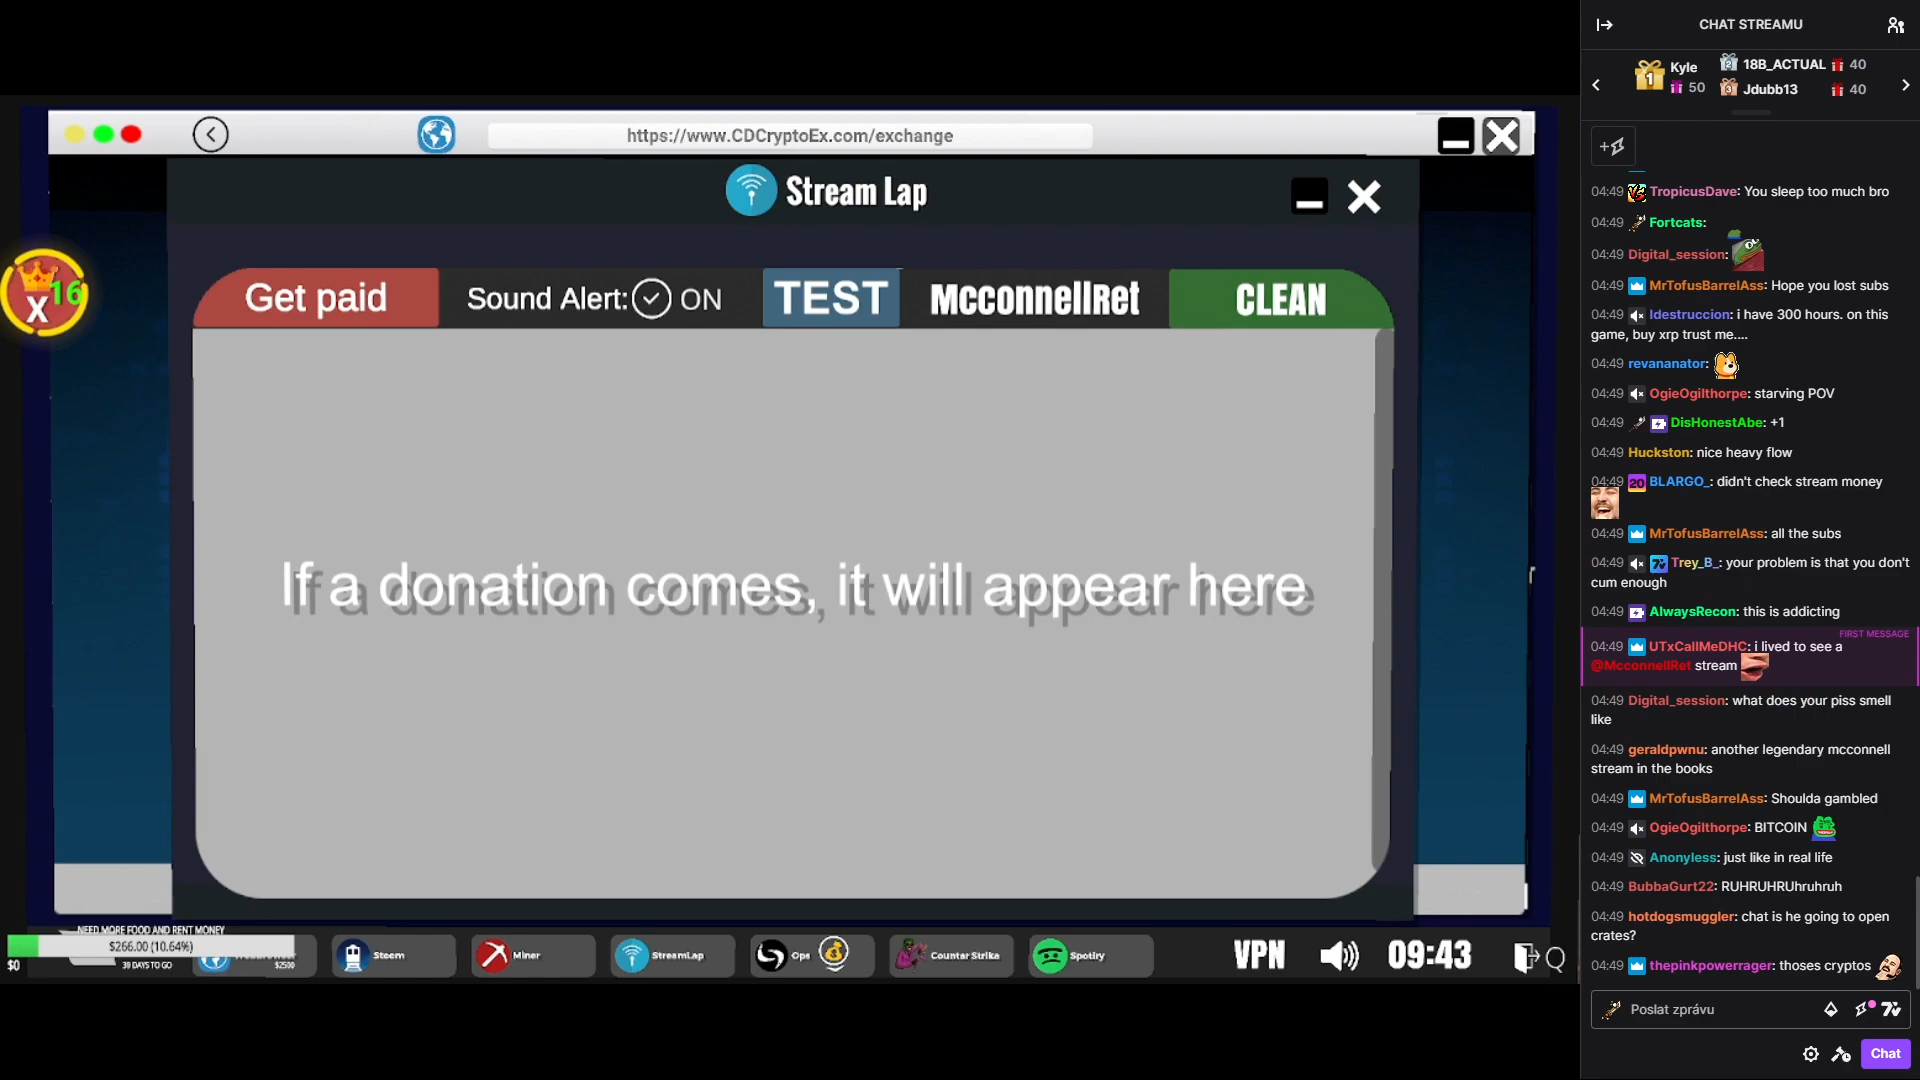 https://www.CDCryptoEx.com/exchange
Stream Lap
X 16
Get paid
Sound Alert: ON
TEST
McconnellRet
CLEAN
If a donation comes, it will appear here
NEED MORE FOOD AND RENT MONEY
$266.00 (10.64%)
$0
39 DAYS TO GO
$2500
Steem
Miner
StreamLap
Ops
Countar Strika
Spotiry
VPN
09:43
Q
CHAT STREAMU
1
Kyle
50
2
18B_ACTUAL
40
3
Jdubb13
40
04:49 TropicusDave: You sleep too much bro
04:49 Fortcats:
04:49 Digital_session:
04:49 MrTofusBarrelAss: Hope you lost subs
04:49 Idestruccion: i have 300 hours. on this
game, buy xrp trust me....
04:49 revananator:
04:49 OgieOgilthorpe: starving POV
04:49 DisHonestAbe: +1
04:49 Huckston: nice heavy flow
04:49 20 BLARGO_: didn't check stream money
04:49 MrTofusBarrelAss: all the subs
04:49 Trey_B_: your problem is that you don't
cum enough
04:49 AlwaysRecon: this is addicting
FIRST MESSAGE
04:49 UTxCallMeDHC: i lived to see a
@McconnellRet stream
04:49 Digital_session: what does your piss smell
like
04:49 geraldpwnu: another legendary mcconnell
stream in the books
04:49 MrTofusBarrelAss: Shoulda gambled
04:49 OgieOgilthorpe: BITCOIN
04:49 Anonyless: just like in real life
04:49 BubbaGurt22: RUHRUHRUhruhruh
04:49 hotdogsmuggler: chat is he going to open
crates?
04:49 thepinkpowerrager: thoses cryptos
Poslat zprávu
Chat